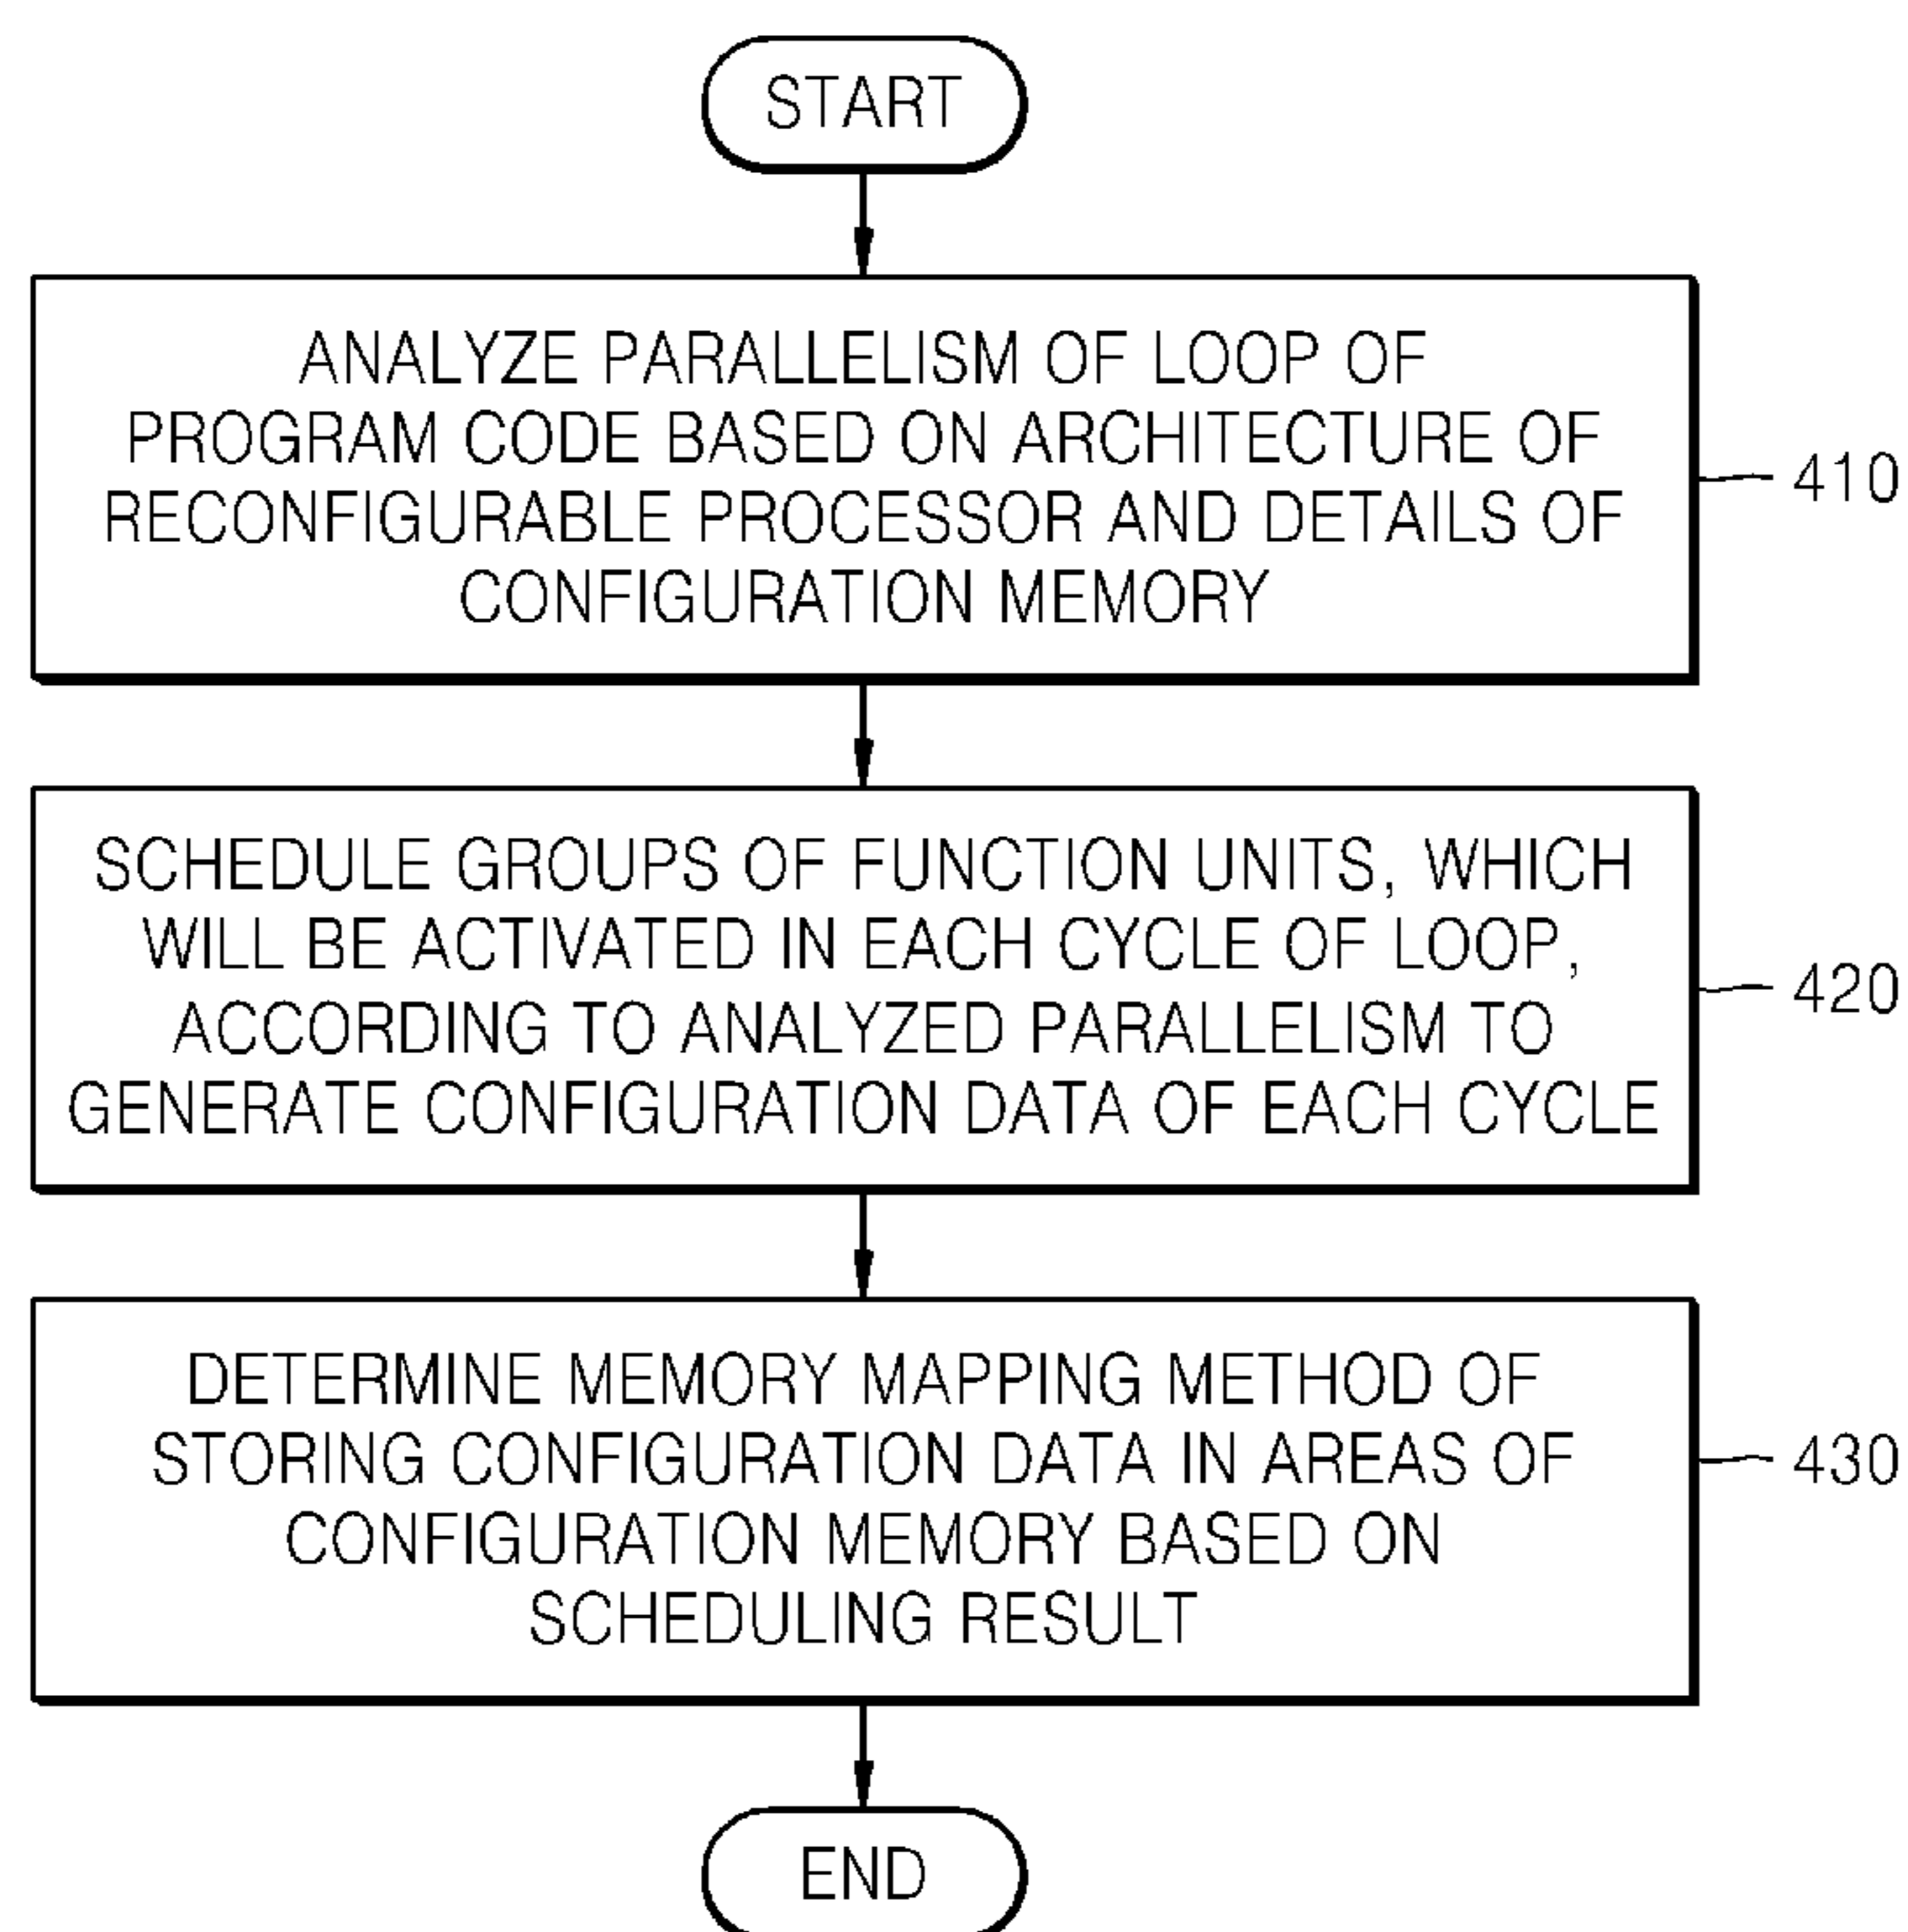 START
ANALYZE PARALLELISM OF LOOP OF
PROGRAM CODE BASED ON ARCHITECTURE OF
RECONFIGURABLE PROCESSOR AND DETAILS OF
CONFIGURATION MEMORY
410
SCHEDULE GROUPS OF FUNCTION UNITS, WHICH
WILL BE ACTIVATED IN EACH CYCLE OF LOOP,
ACCORDING TO ANALYZED PARALLELISM TO
GENERATE CONFIGURATION DATA OF EACH CYCLE
420
DETERMINE MEMORY MAPPING METHOD OF
STORING CONFIGURATION DATA IN AREAS OF
CONFIGURATION MEMORY BASED ON
SCHEDULING RESULT
430
END